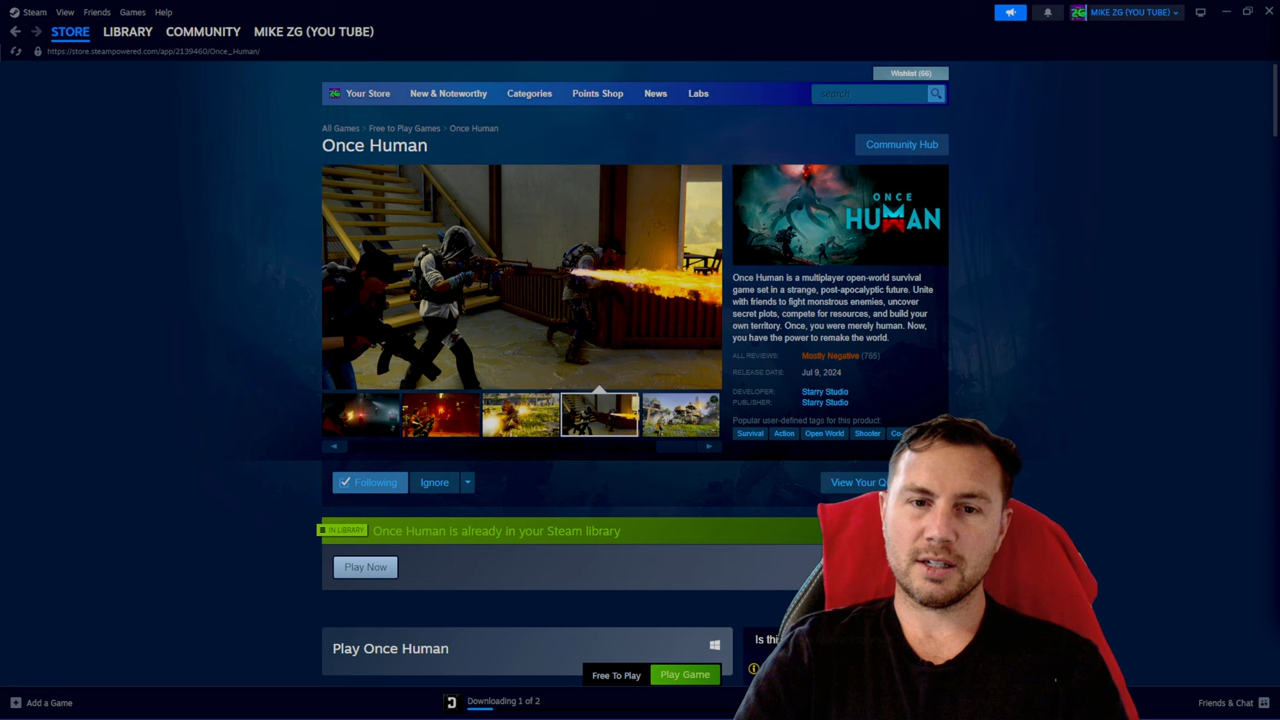 Steam View Friends Games Help
MIKE ZG (YOU TUBE)
STORE LIBRARY COMMUNITY MIKE ZG (YOU TUBE)
https://store.steampowered.com/app/2139460/Once_Human/
Wishlist (66)
Your Store New & Noteworthy Categories Points Shop News Labs search
All Games > Free to Play Games > Once Human
Once Human
Community Hub
ONCE
HUMAN
Once Human is a multiplayer open-world survival
game set in a strange, post-apocalyptic future. Unite
with friends to fight monstrous enemies, uncover
secret plots, compete for resources, and build your
own territory. Once, you were merely human. Now,
you have the power to remake the world.
ALL REVIEWS: Mostly Negative (765)
RELEASE DATE: Jul 9, 2024
DEVELOPER: Starry Studio
PUBLISHER: Starry Studio
Popular user-defined tags for this product:
Survival Action Open World Shooter Co-
Following Ignore
View Your Q
IN LIBRARY Once Human is already in your Steam library
Play Now
Play Once Human
Is thi
Free To Play Play Game
Add a Game
Downloading 1 of 2
Friends & Chat